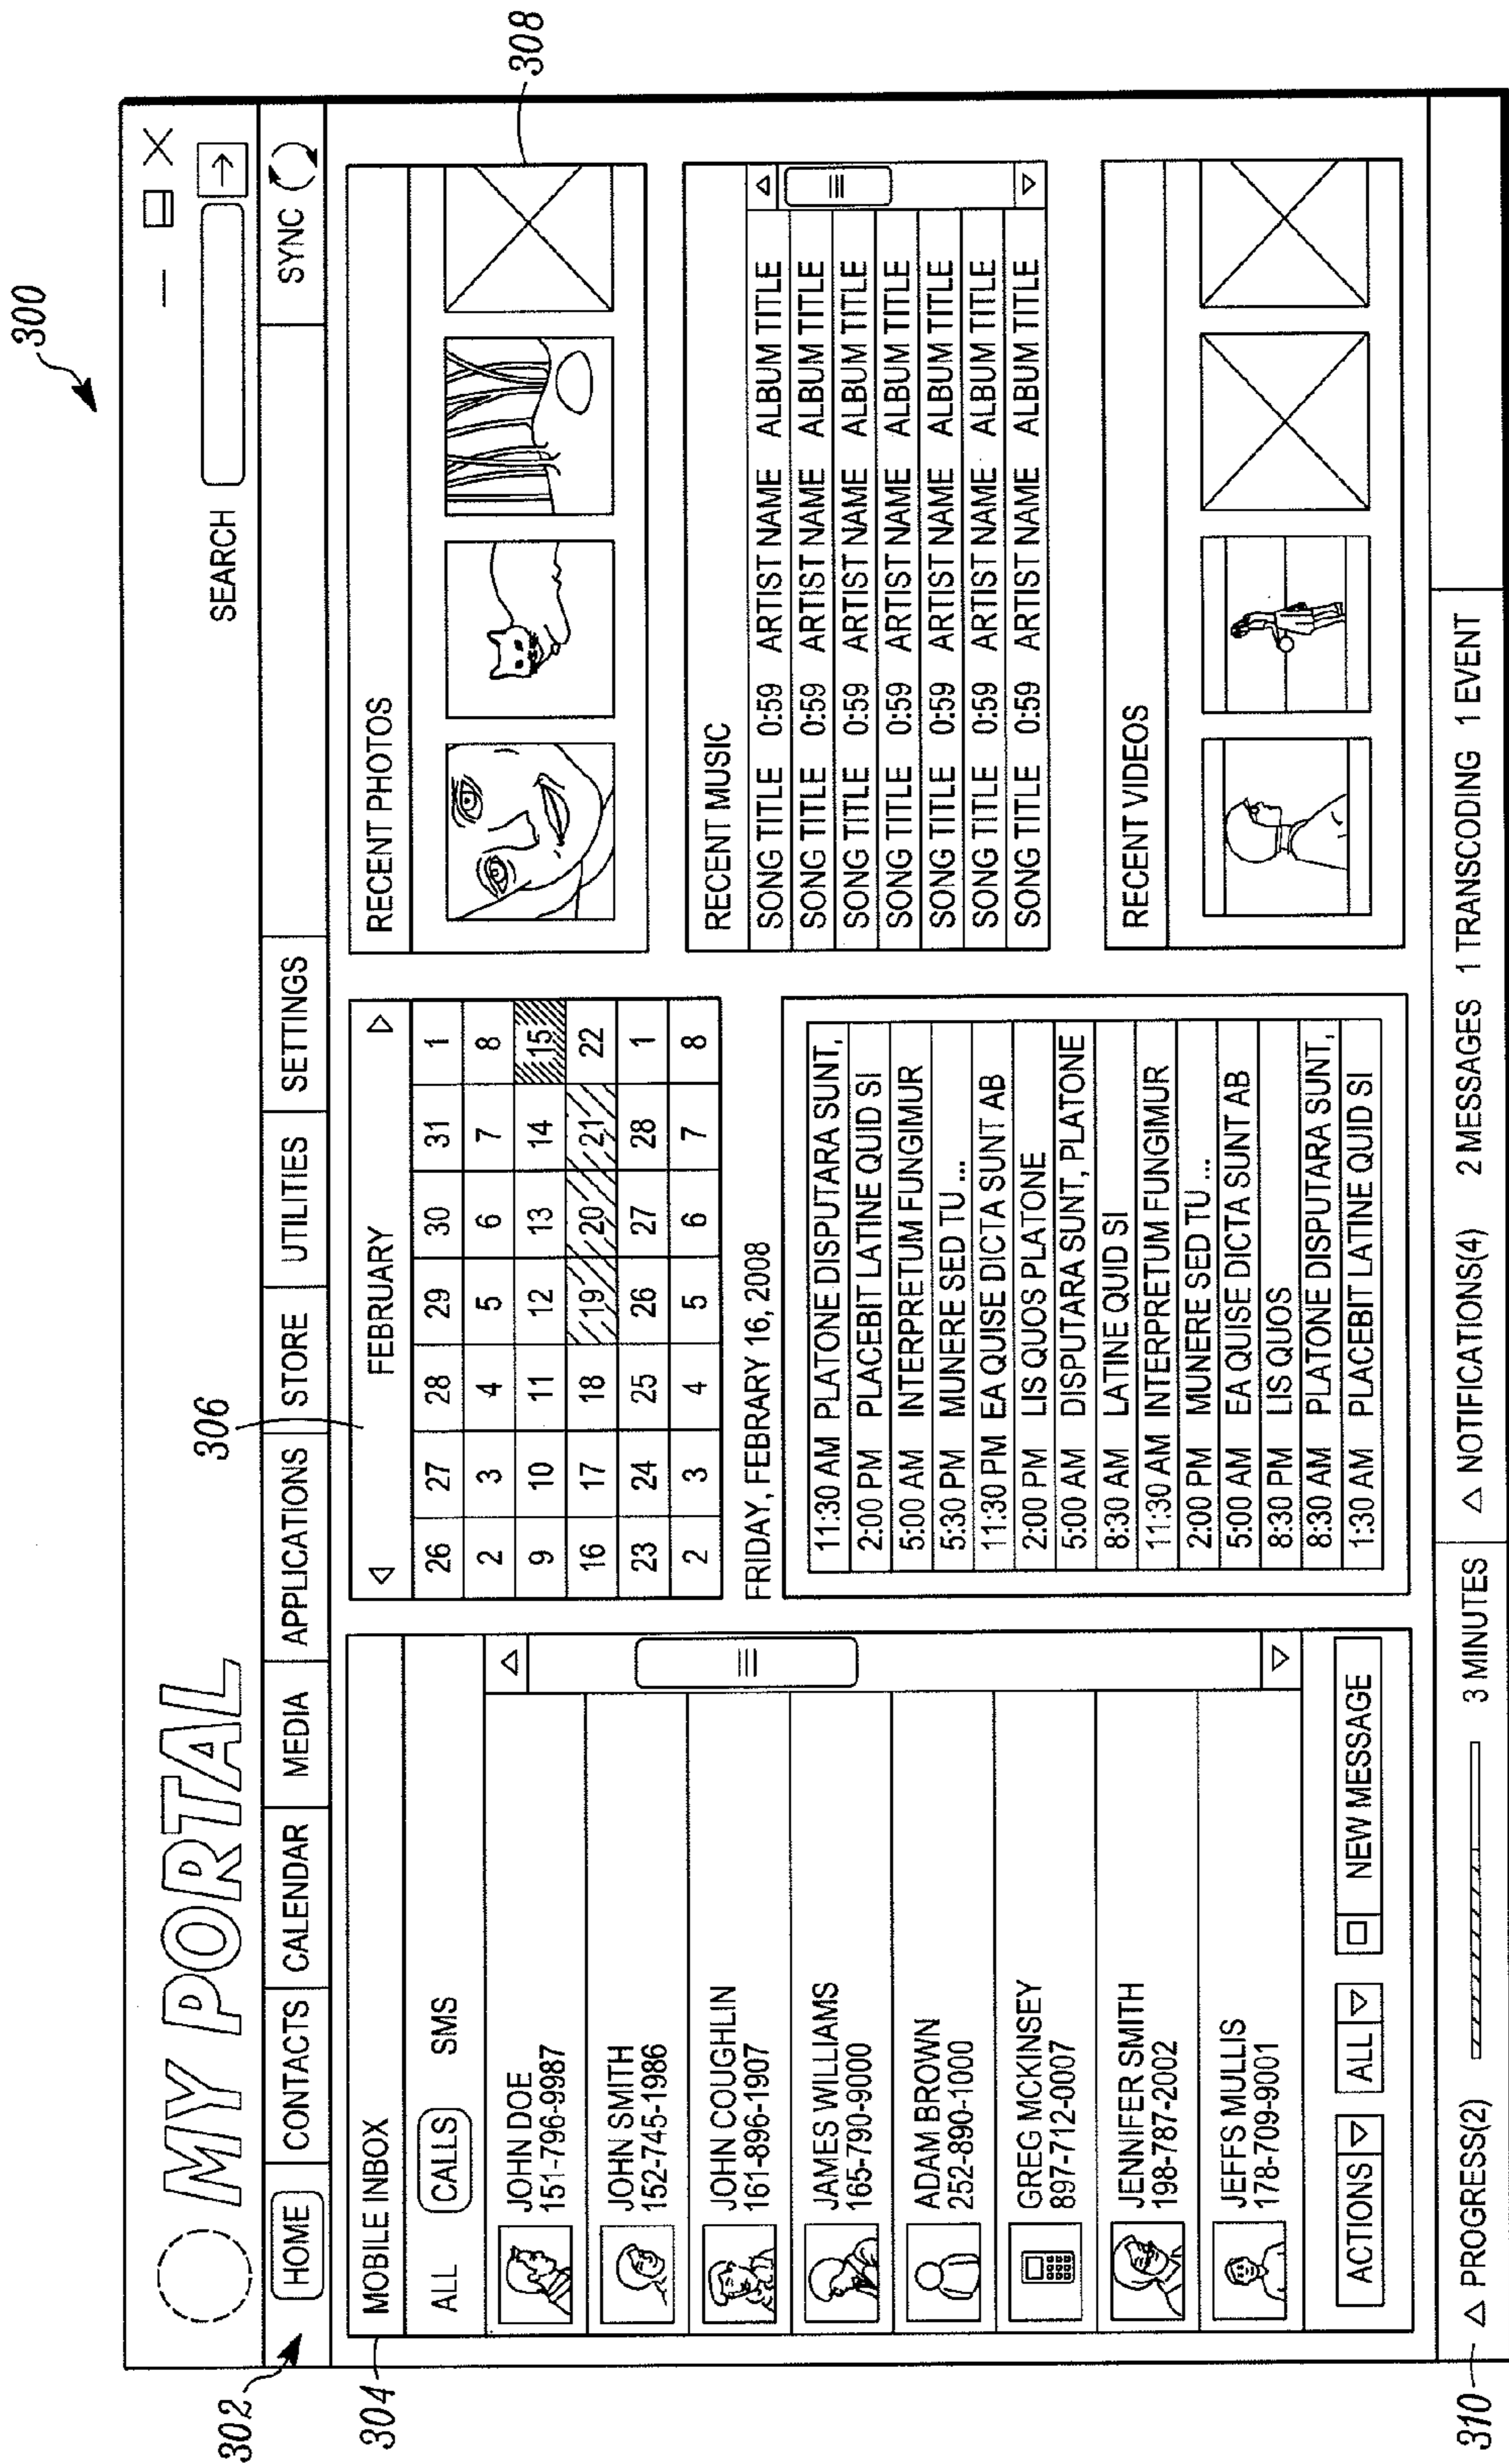 300
MY PORTAL
SEARCH
302
HOME CONTACTS CALENDAR MEDIA APPLICATIONS STORE UTILITIES SETTINGS SYNC
304
MOBILE INBOX
ALL CALLS SMS
JOHN DOE
151-796-9987
JOHN SMITH
152-745-1986
JOHN COUGHLIN
161-896-1907
JAMES WILLIAMS
165-790-9000
ADAM BROWN
252-890-1000
GREG MCKINSEY
897-712-0007
JENNIFER SMITH
198-787-2002
JEFFS MULLIS
178-709-9001
ACTIONS ALL NEW MESSAGE
306
FEBRUARY
26 27 28 29 30 31 1
2 3 4 5 6 7 8
9 10 11 12 13 14 15
16 17 18 19 20 21 22
23 24 25 26 27 28 1
2 3 4 5 6 7 8
FRIDAY, FEBRARY 16, 2008
11:30 AM PLATONE DISPUTARA SUNT,
2:00 PM PLACEBIT LATINE QUID SI
5:00 AM INTERPRETUM FUNGIMUR
5:30 PM MUNERE SED TU ...
11:30 PM EA QUISE DICTA SUNT AB
2:00 PM LIS QUOS PLATONE
5:00 AM DISPUTARA SUNT, PLATONE
8:30 AM LATINE QUID SI
11:30 AM INTERPRETUM FUNGIMUR
2:00 PM MUNERE SED TU ...
5:00 AM EA QUISE DICTA SUNT AB
8:30 PM LIS QUOS
8:30 AM PLATONE DISPUTARA SUNT,
1:30 AM PLACEBIT LATINE QUID SI
308
RECENT PHOTOS
RECENT MUSIC
SONG TITLE 0:59 ARTIST NAME ALBUM TITLE
SONG TITLE 0:59 ARTIST NAME ALBUM TITLE
SONG TITLE 0:59 ARTIST NAME ALBUM TITLE
SONG TITLE 0:59 ARTIST NAME ALBUM TITLE
SONG TITLE 0:59 ARTIST NAME ALBUM TITLE
SONG TITLE 0:59 ARTIST NAME ALBUM TITLE
SONG TITLE 0:59 ARTIST NAME ALBUM TITLE
RECENT VIDEOS
310
PROGRESS(2) 3 MINUTES NOTIFICATIONS(4) 2 MESSAGES 1 TRANSCODING 1 EVENT